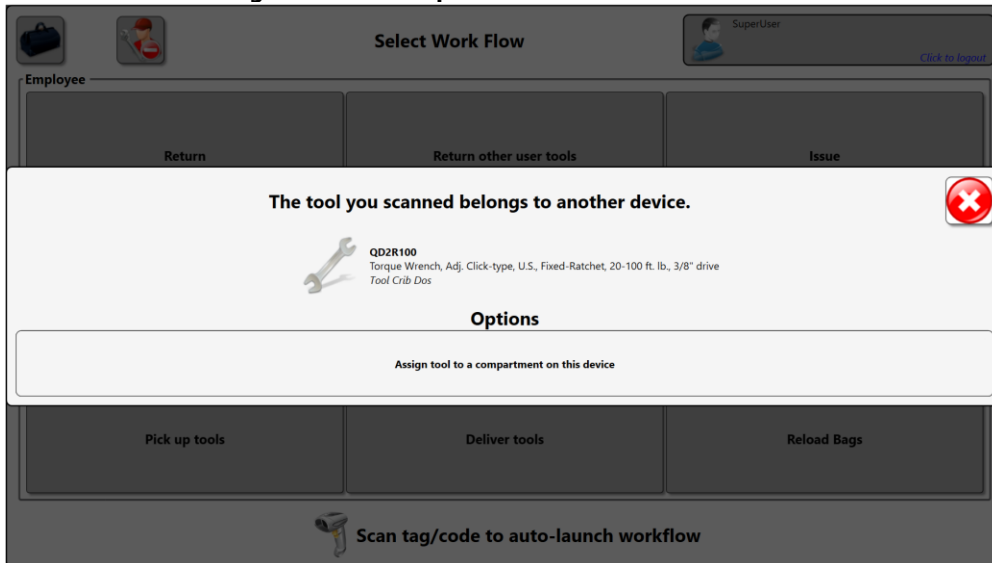 Select Work Flow
SuperUser
Click to logout
Employee
Return
Return other user tools
Issue
The tool you scanned belongs to another device.
QD2R100
Torque Wrench, Adj. Click-type, U.S., Fixed-Ratchet, 20-100 ft. lb., 3/8" drive
Tool Crib Dos
Options
Assign tool to a compartment on this device
Pick up tools
Deliver tools
Reload Bags
Scan tag/code to auto-launch workflow